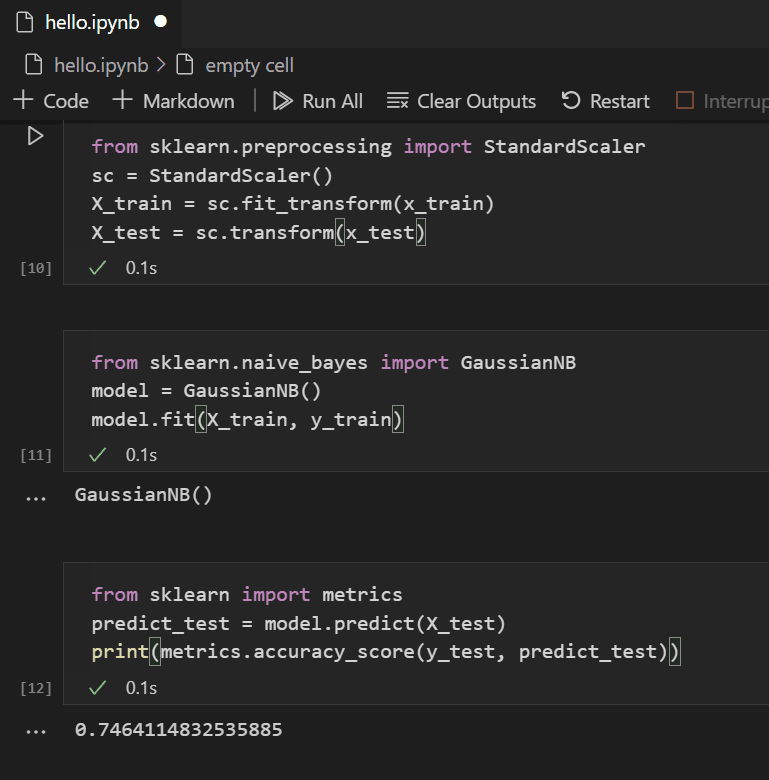 hello.ipynb
hello.ipynb > empty cell
+ Code + Markdown | Run All Clear Outputs Restart Interrup
from sklearn.preprocessing import StandardScaler
sc = StandardScaler()
X_train = sc.fit_transform(x_train)
X_test = sc.transform(x_test)
[10] ✓ 0.1s
from sklearn.naive_bayes import GaussianNB
model = GaussianNB()
model.fit(X_train, y_train)
[11] ✓ 0.1s
... GaussianNB()
from sklearn import metrics
predict_test = model.predict(X_test)
print(metrics.accuracy_score(y_test, predict_test))
[12] ✓ 0.1s
... 0.7464114832535885